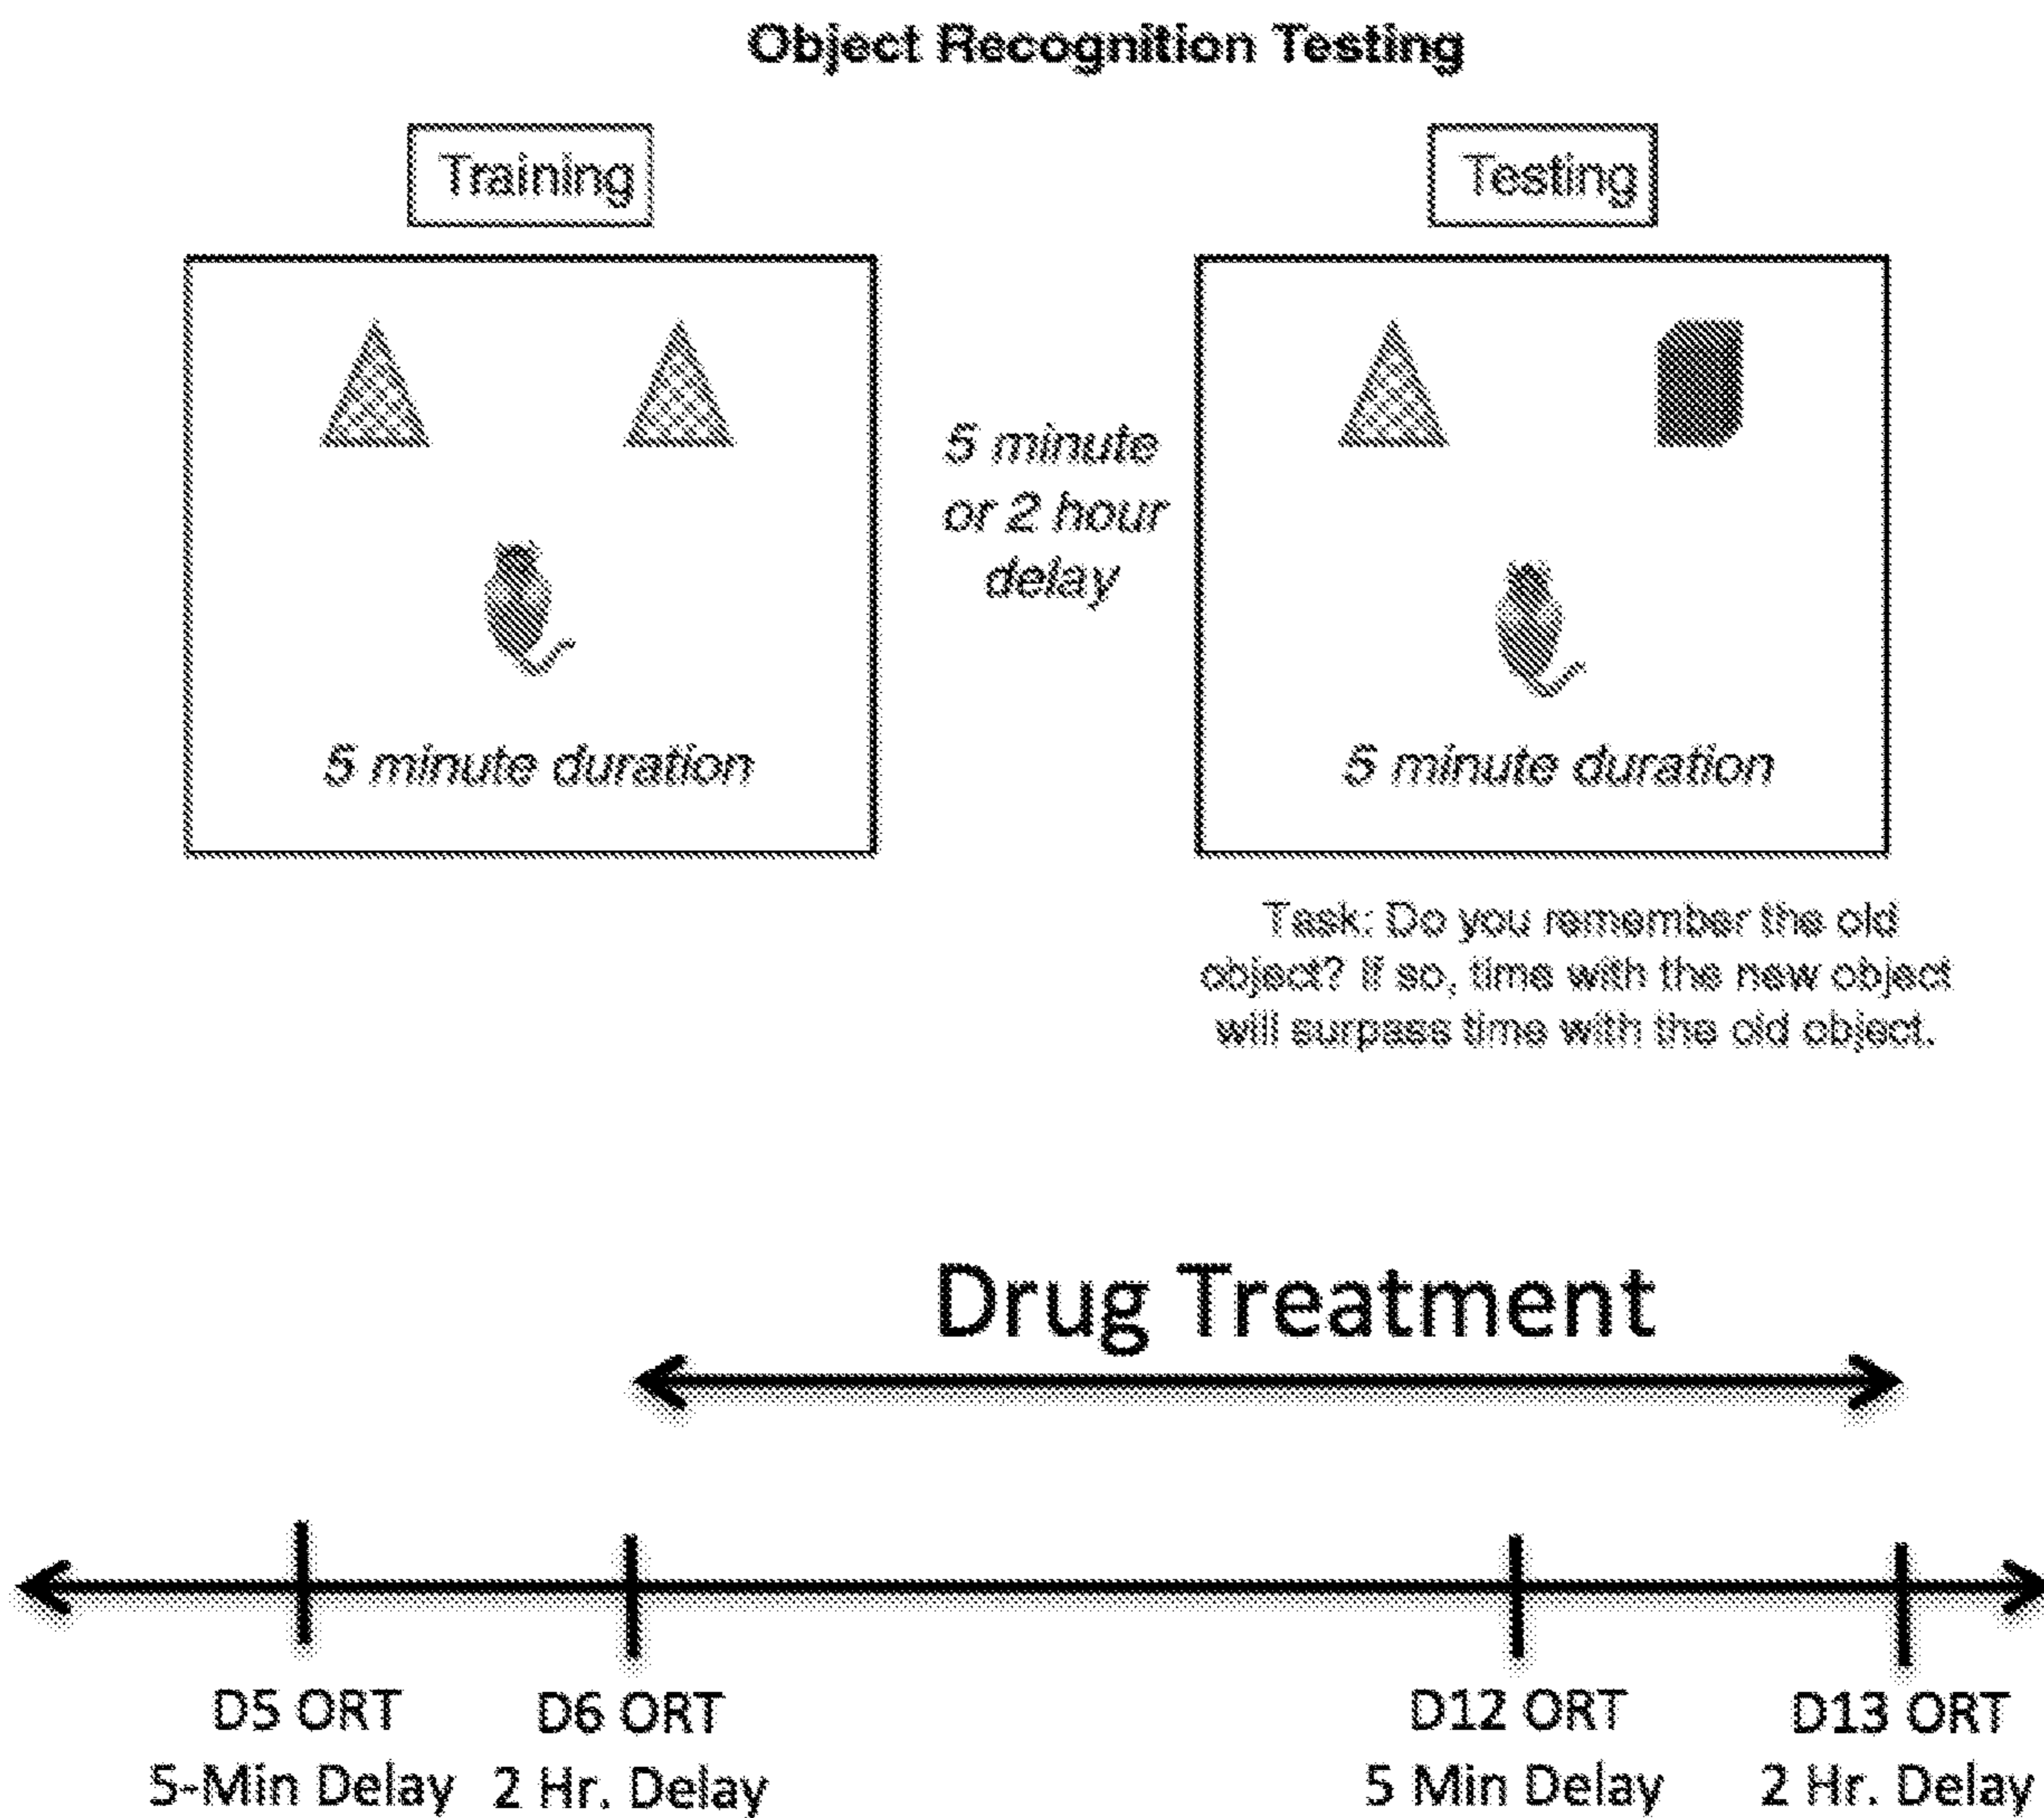 Object Recognition Testing
Training
Testing
5 minute
or 2 hour
delay
5 minute duration
5 minute duration
Task: Do you remember the old
object? If so, time with the new object
will surpass time with the old object.
Drug Treatment
D5 ORT
5-Min Delay
D6 ORT
2 Hr. Delay
D12 ORT
5 Min Delay
D13 ORT
2 Hr. Delay